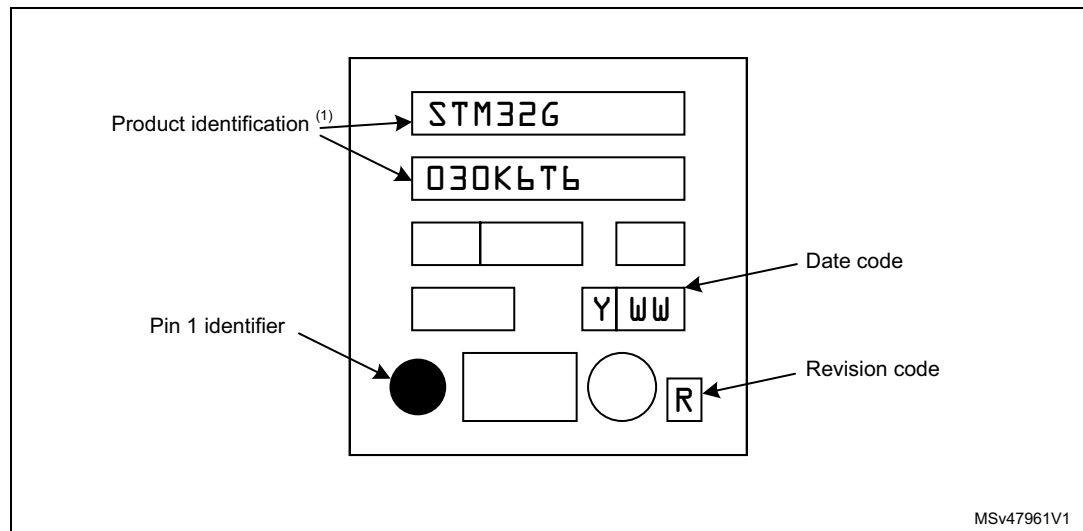 STM32G
Product identification (1)
030K6T6
Date code
Y WW
Pin 1 identifier
Revision code
R
MSv47961V1